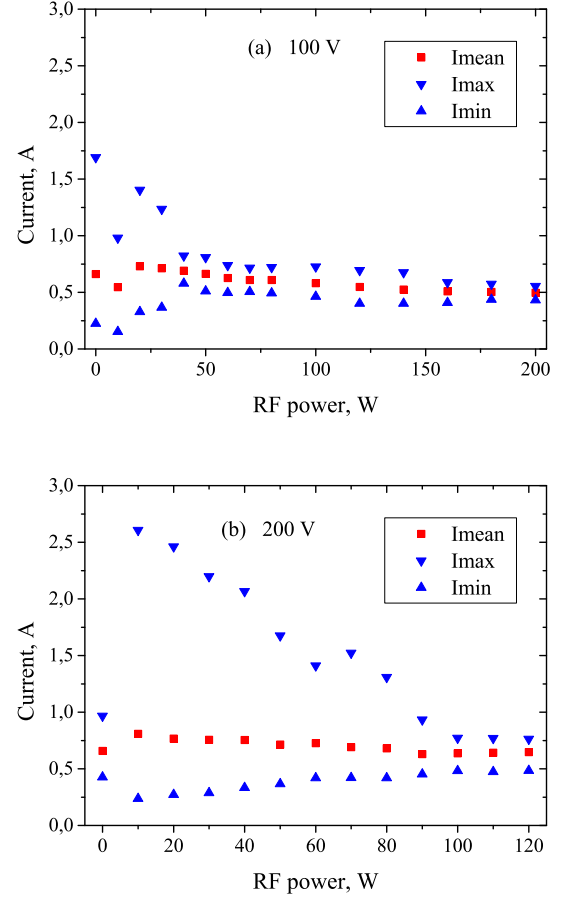 3,0
(a) 100 V
Imean
Imax
Imin
2,5
2,0
1,5
1,0
0,5
0,0
Current, A
0 50 100 150 200
RF power, W
3,0
(b) 200 V
Imean
Imax
Imin
2,5
2,0
1,5
1,0
0,5
0,0
Current, A
0 20 40 60 80 100 120
RF power, W